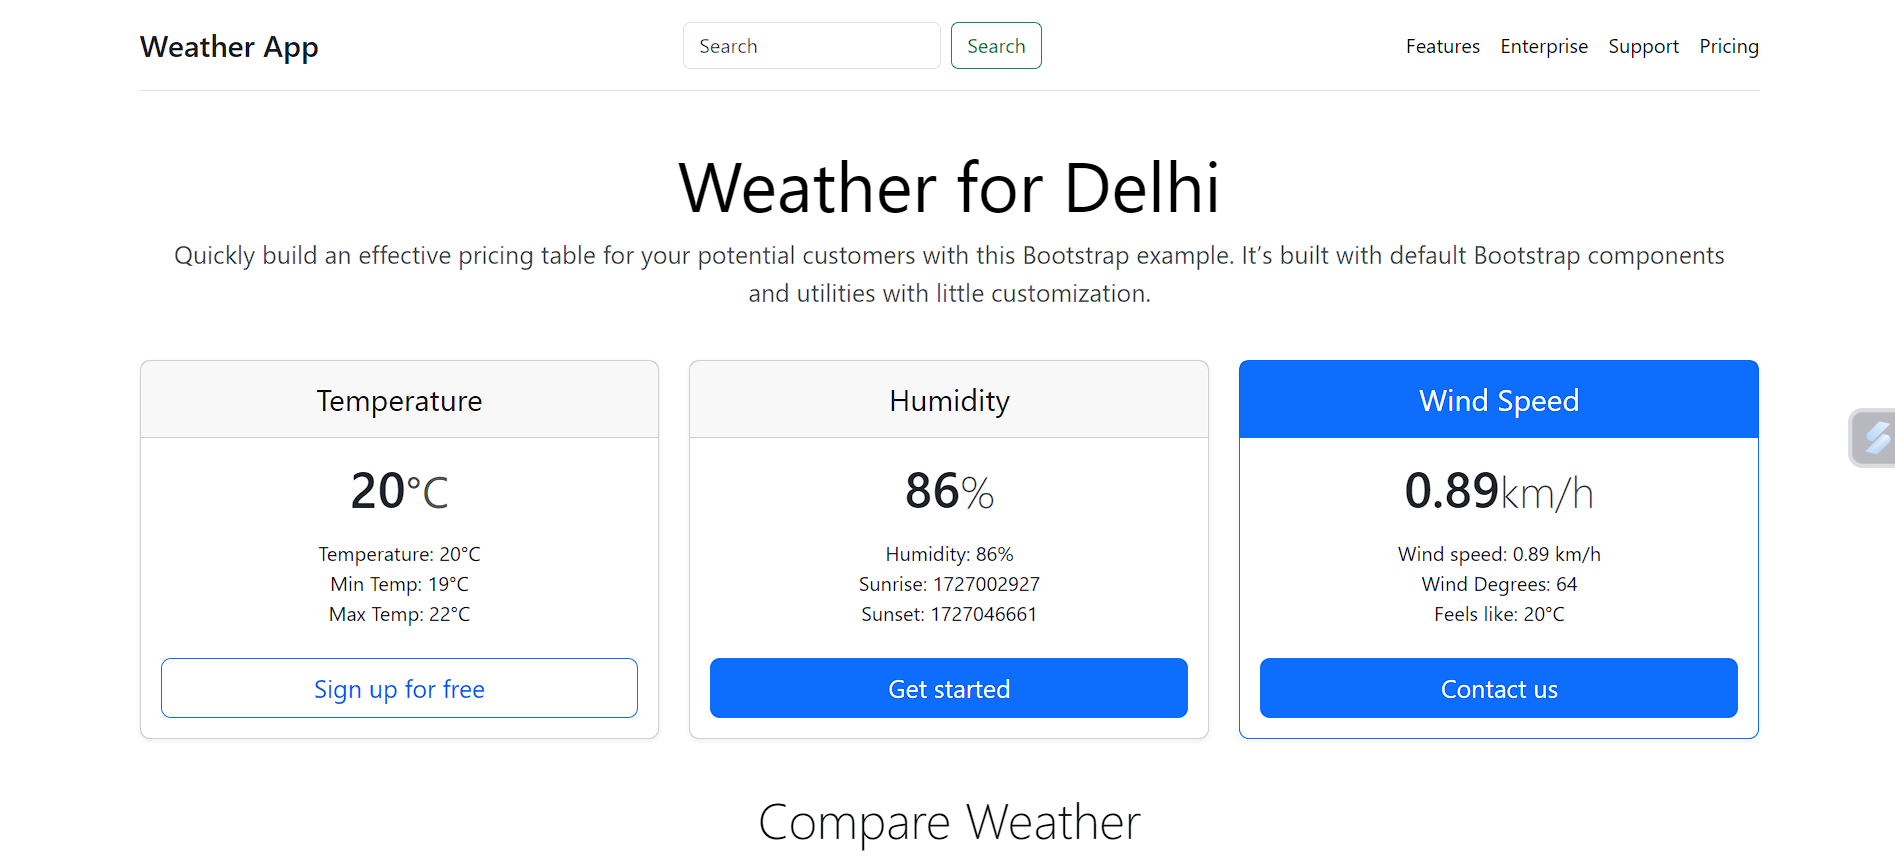 Weather App
Search
Search
Features
Enterprise
Support
Pricing
Weather for Delhi
Quickly build an effective pricing table for your potential customers with this Bootstrap example. It’s built with default Bootstrap components
and utilities with little customization.
Temperature
20°C
Temperature: 20°C
Min Temp: 19°C
Max Temp: 22°C
Sign up for free
Humidity
86%
Humidity: 86%
Sunrise: 1727002927
Sunset: 1727046661
Get started
Wind Speed
0.89km/h
Wind speed: 0.89 km/h
Wind Degrees: 64
Feels like: 20°C
Contact us
Compare Weather